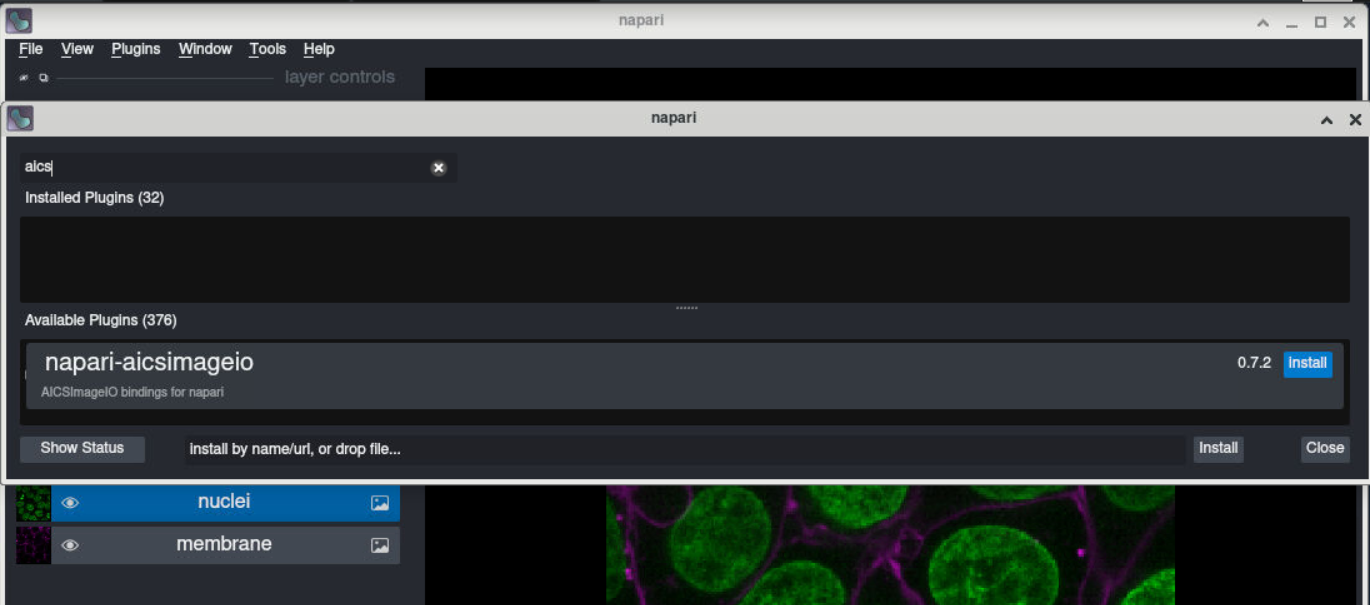 napari
File View Plugins Window Tools Help
layer controls
napari
aics
Installed Plugins (32)
Available Plugins (376)
napari-aicsimageio 0.7.2 install
AICSImageIO bindings for napari
Show Status install by name/url, or drop file... Install Close
nuclei
membrane